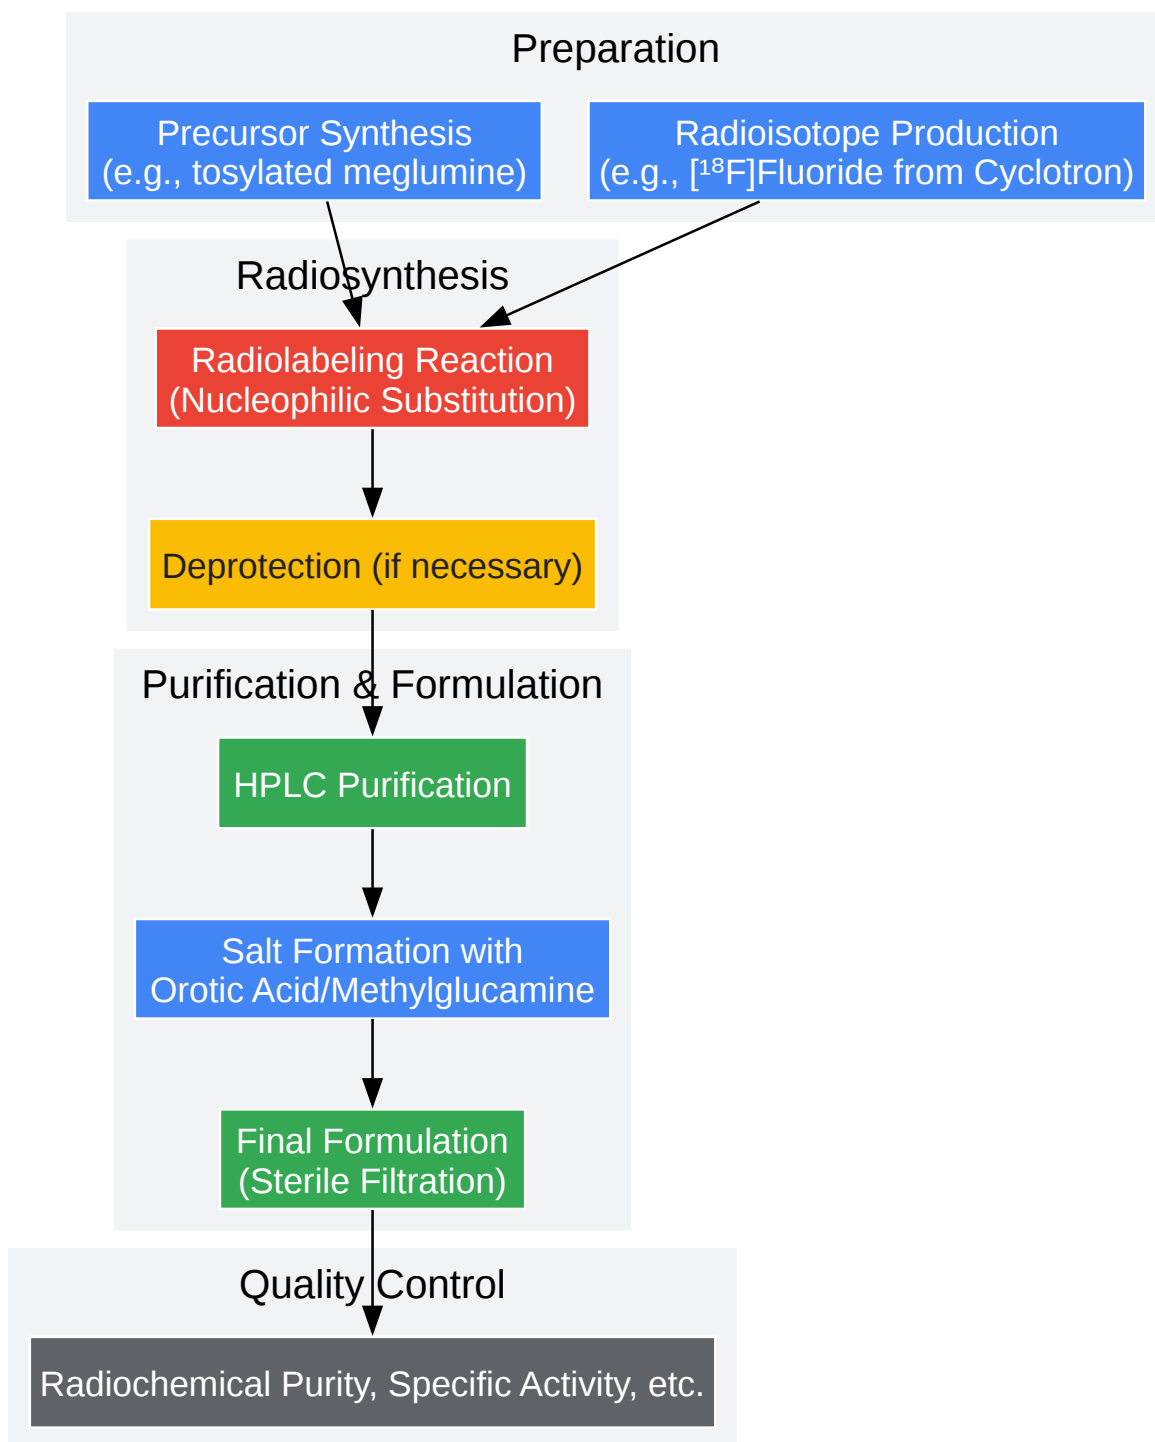 Preparation
Precursor Synthesis
(e.g., tosylated meglumine)
Radioisotope Production
(e.g., [¹⁸F]Fluoride from Cyclotron)
Radiosynthesis
Radiolabeling Reaction
(Nucleophilic Substitution)
Deprotection (if necessary)
Purification & Formulation
HPLC Purification
Salt Formation with
Orotic Acid/Methylglucamine
Final Formulation
(Sterile Filtration)
Quality Control
Radiochemical Purity, Specific Activity, etc.